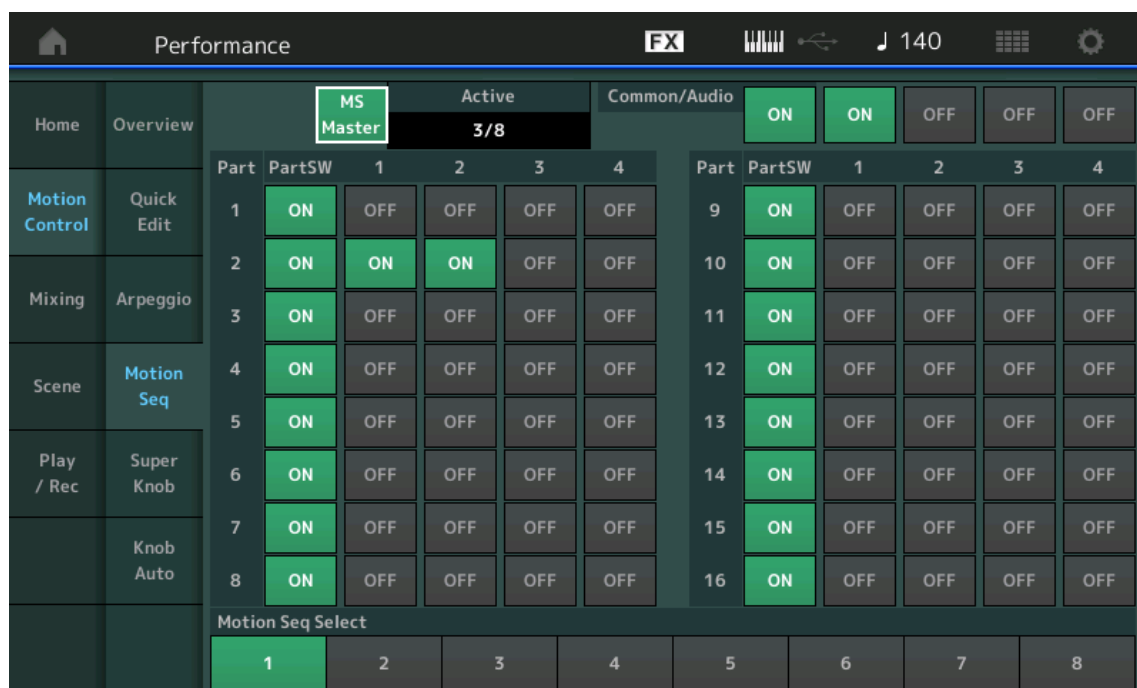 Performance FX 140
MS Master Active Common/Audio ON ON OFF OFF OFF
3/8
Home Overview
Part PartSW 1 2 3 4 Part PartSW 1 2 3 4
Motion Control Quick Edit 1 ON OFF OFF OFF OFF 9 ON OFF OFF OFF OFF
2 ON ON ON OFF OFF 10 ON OFF OFF OFF OFF
Mixing Arpeggio 3 ON OFF OFF OFF OFF 11 ON OFF OFF OFF OFF
Scene Motion Seq 4 ON OFF OFF OFF OFF 12 ON OFF OFF OFF OFF
5 ON OFF OFF OFF OFF 13 ON OFF OFF OFF OFF
Play / Rec Super Knob 6 ON OFF OFF OFF OFF 14 ON OFF OFF OFF OFF
7 ON OFF OFF OFF OFF 15 ON OFF OFF OFF OFF
Knob Auto 8 ON OFF OFF OFF OFF 16 ON OFF OFF OFF OFF
Motion Seq Select
1 2 3 4 5 6 7 8